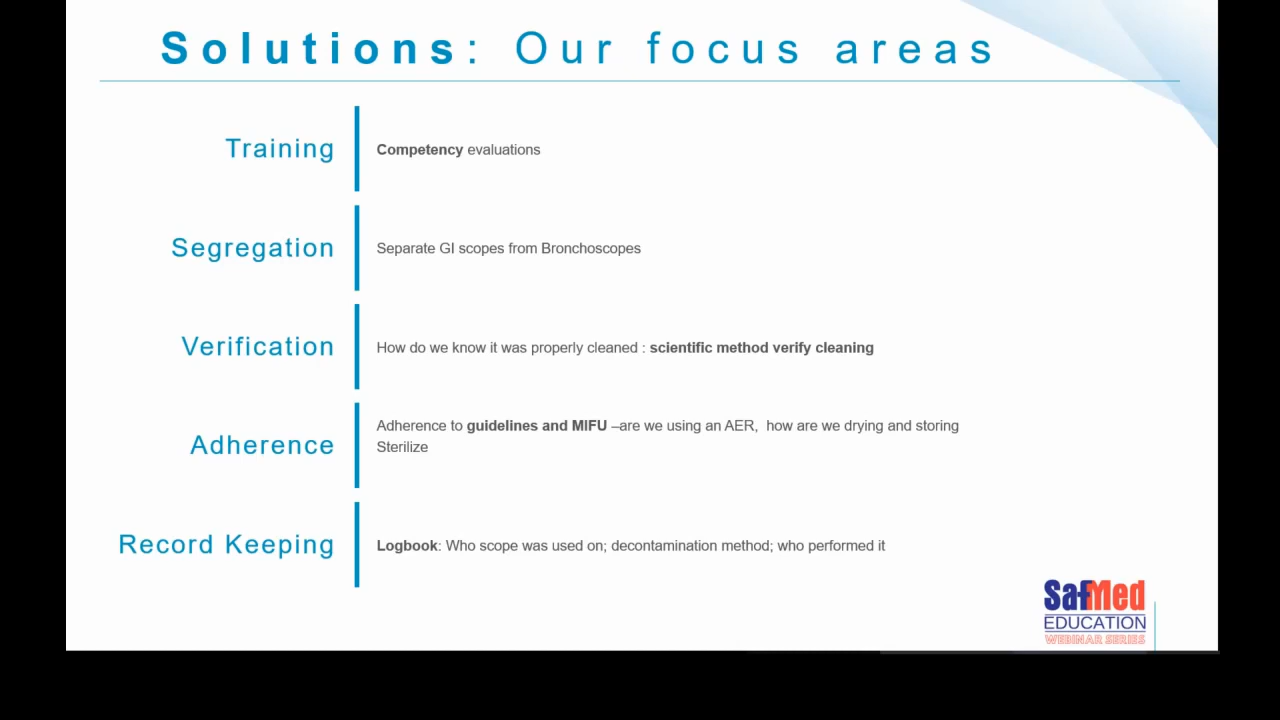 Solutions: Our focus areas
Training
Competency evaluations
Segregation
Separate GI scopes from Bronchoscopes
Verification
How do we know it was properly cleaned : scientific method verify cleaning
Adherence
Adherence to guidelines and MIFU –are we using an AER, how are we drying and storing
Sterilize
Record Keeping
Logbook: Who scope was used on; decontamination method; who performed it
SafMed
EDUCATION
WEBINAR SERIES